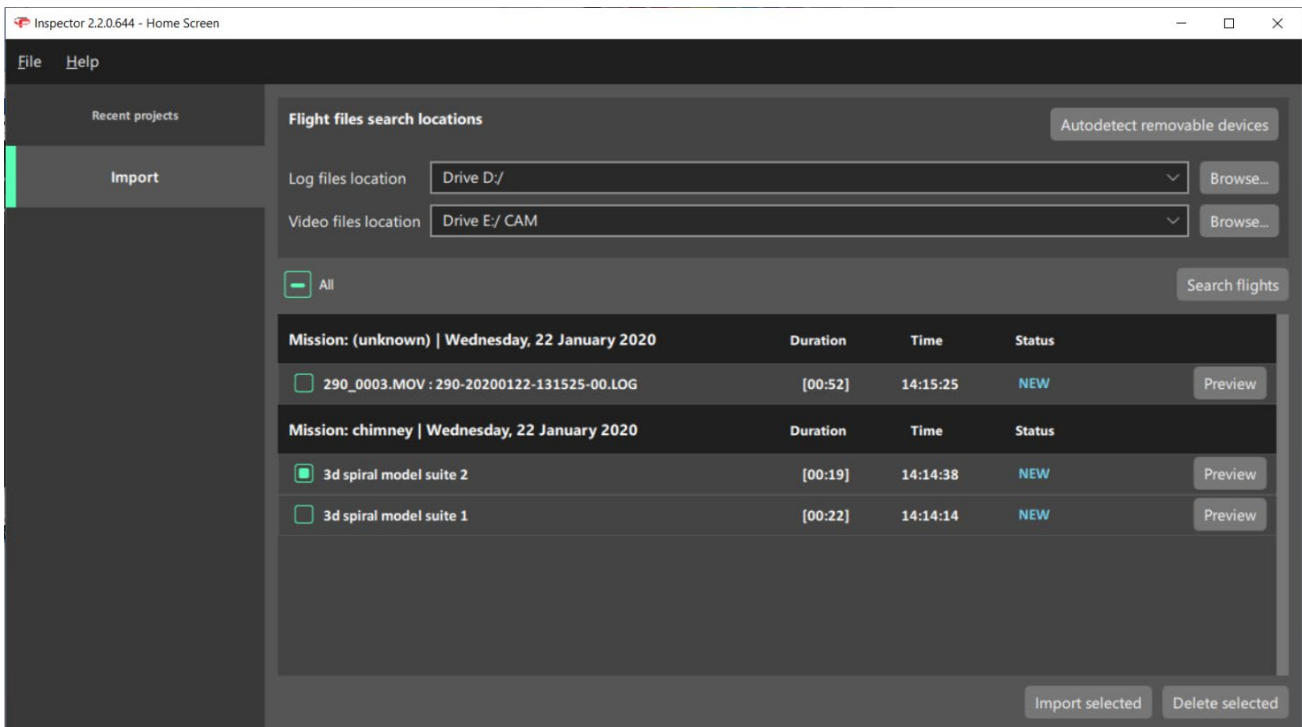 Inspector 2.2.0.644 - Home Screen
File Help
Recent projects
Import
Flight files search locations
Autodetect removable devices
Log files location Drive D:/ Browse...
Video files location Drive E:/ CAM Browse...
All Search flights
Mission: (unknown) | Wednesday, 22 January 2020 Duration Time Status
290_0003.MOV : 290-20200122-131525-00.LOG [00:52] 14:15:25 NEW Preview
Mission: chimney | Wednesday, 22 January 2020 Duration Time Status
3d spiral model suite 2 [00:19] 14:14:38 NEW Preview
3d spiral model suite 1 [00:22] 14:14:14 NEW Preview
Import selected Delete selected